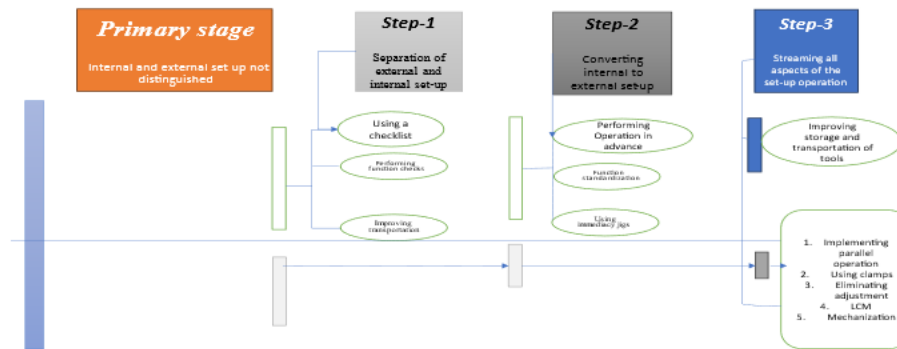 Primary stage
Internal and external set up not
distinguished
Step-1
Separation of
external and
internal set-up
Using a
checklist
Performing
function checks
Improving
transportation
Step-2
Converting
internal to
external set-up
Performing
Operation in
advance
Function
standardization
Using
immediacy jigs
Step-3
Streaming all
aspects of the
set-up operation
Improving
storage and
transportation of
tools
1. Implementing
parallel
operation
2. Using clamps
3. Eliminating
adjustment
4. LCM
5. Mechanization